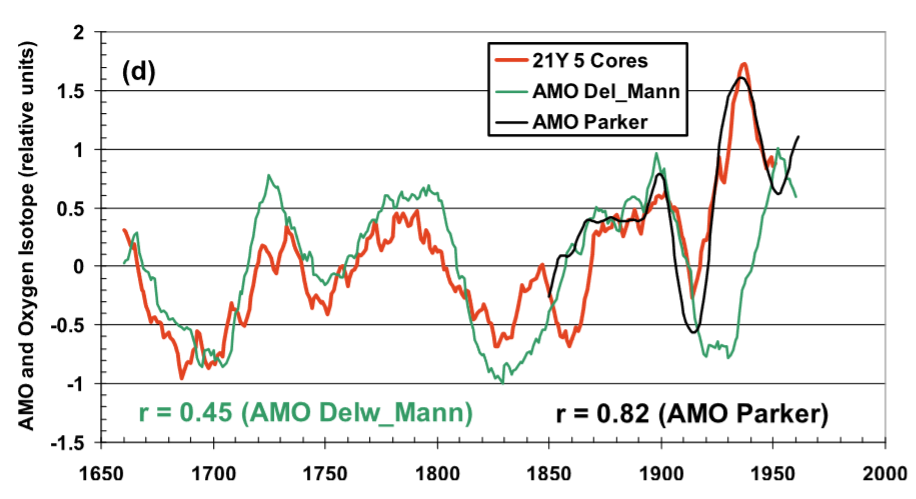 AMO and Oxygen Isotope (relative units)
2
1.5
1
0.5
0
-0.5
-1
-1.5
(d)
21Y 5 Cores
AMO Del_Mann
AMO Parker
r = 0.45 (AMO Delw_Mann)
r = 0.82 (AMO Parker)
1650 1700 1750 1800 1850 1900 1950 2000